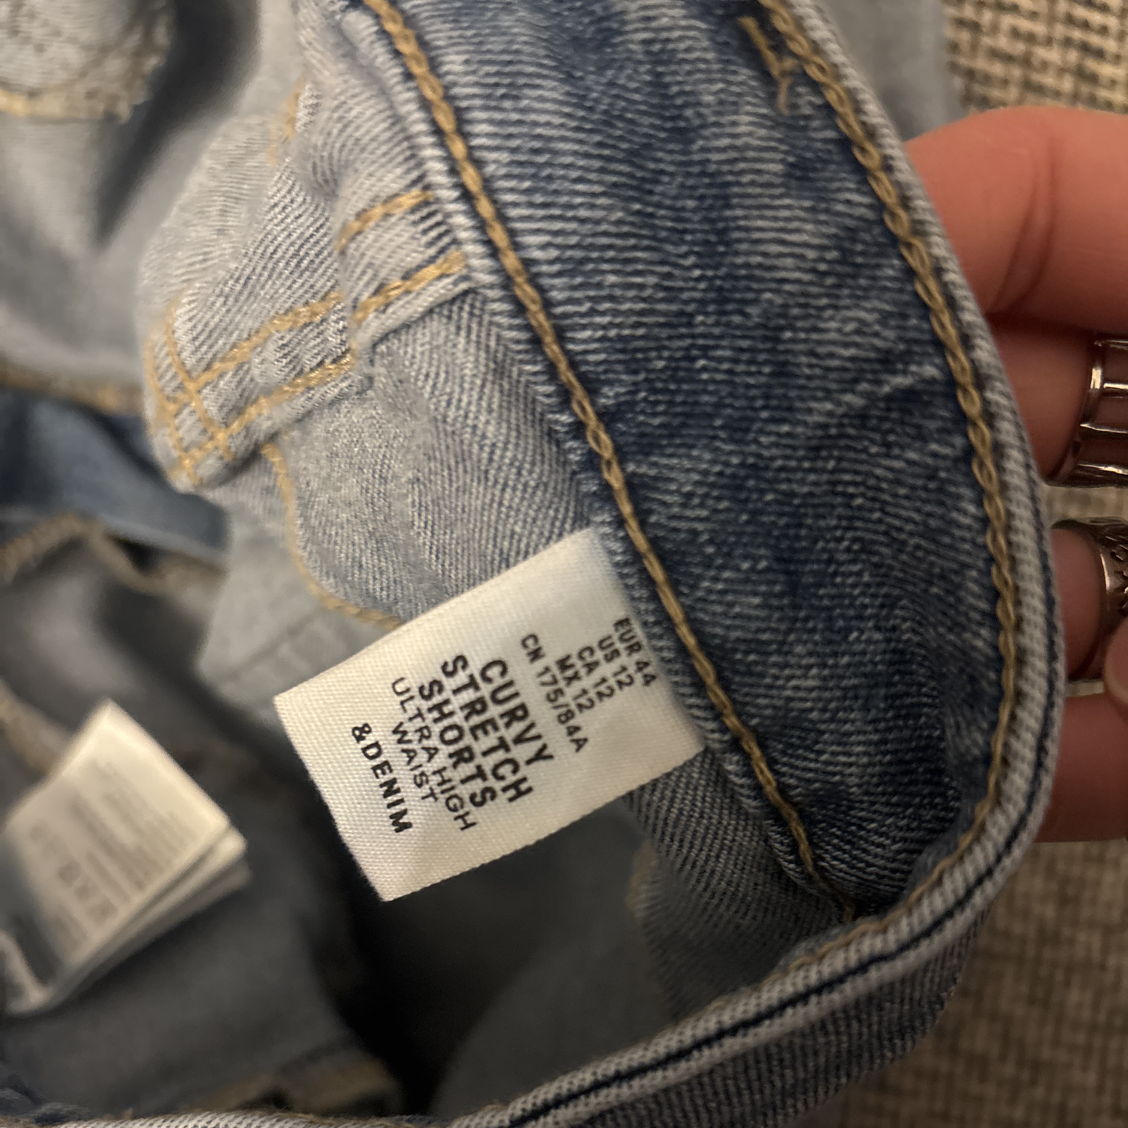 EUR 44
US 12
CA 12
MX 12
CN 175/84A
CURVY
STRETCH
SHORTS
ULTRA HIGH
WAIST
&DENIM